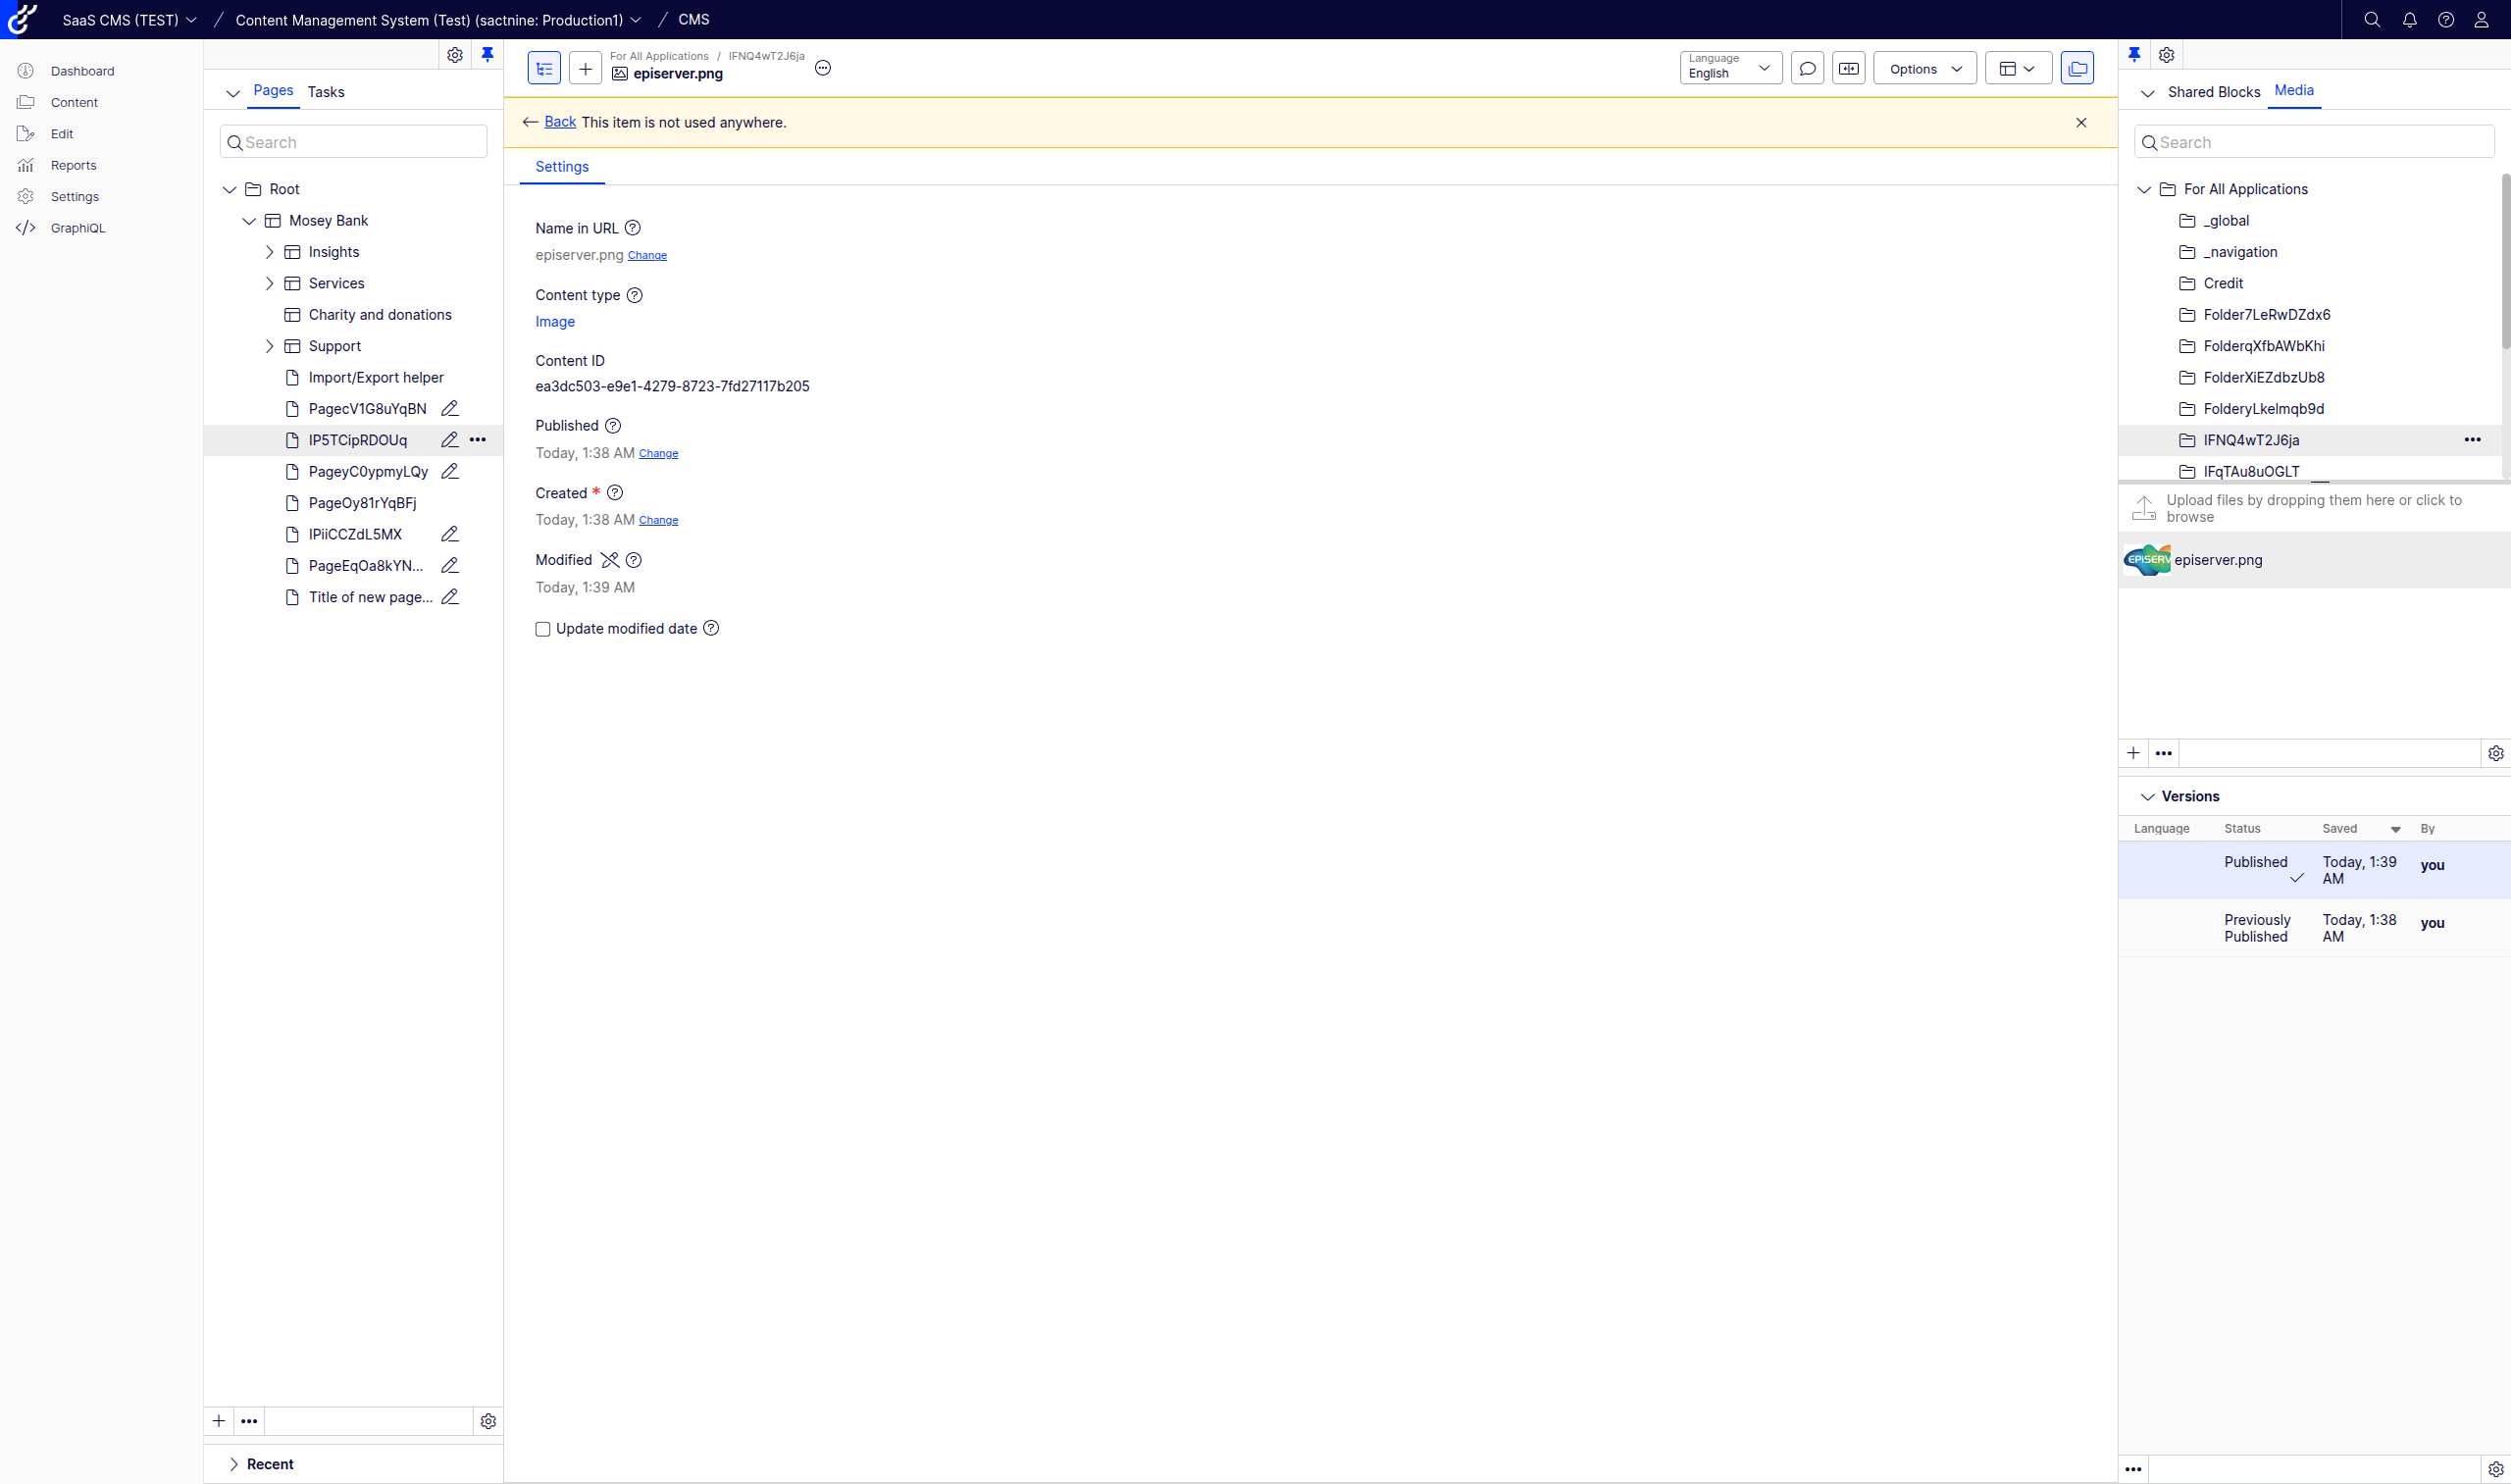 SaaS CMS (TEST) / Content Management System (Test) (sactnine: Production1) / CMS
Dashboard
Content
Edit
Reports
Settings
GraphiQL
Pages Tasks
Search
Root
Mosey Bank
Insights
Services
Charity and donations
Support
Import/Export helper
PagecV1G8uYqBN
IP5TCipRDOUq
PageyC0ypmyLQy
PageOy81rYqBFj
IPiiCCZdL5MX
PageEqOa8kYN...
Title of new page...
Recent
For All Applications / IFNQ4wT2J6ja
episerver.png
Language
English
Options
Back This item is not used anywhere.
Settings
Name in URL
episerver.png Change
Content type
Image
Content ID
ea3dc503-e9e1-4279-8723-7fd27117b205
Published
Today, 1:38 AM Change
Created *
Today, 1:38 AM Change
Modified
Today, 1:39 AM
Update modified date
Shared Blocks Media
Search
For All Applications
_global
_navigation
Credit
Folder7LeRwDZdx6
FolderqXfbAWbKhi
FolderXiEZdbzUb8
FolderyLkelmqb9d
IFNQ4wT2J6ja
IFqTAu8uOGLT
Upload files by dropping them here or click to
browse
EPiSERV
episerver.png
Versions
Language Status Saved By
Published Today, 1:39 you
AM
Previously Today, 1:38 you
Published AM